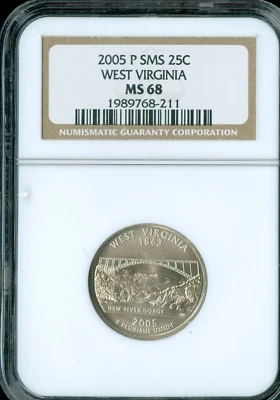 2005 P SMS 25C
WEST VIRGINIA
MS 68
1989768-211
NUMISMATIC GUARANTY CORPORATION
WEST VIRGINIA
1863
NEW RIVER GORGE
2005
E PLURIBUS UNUM